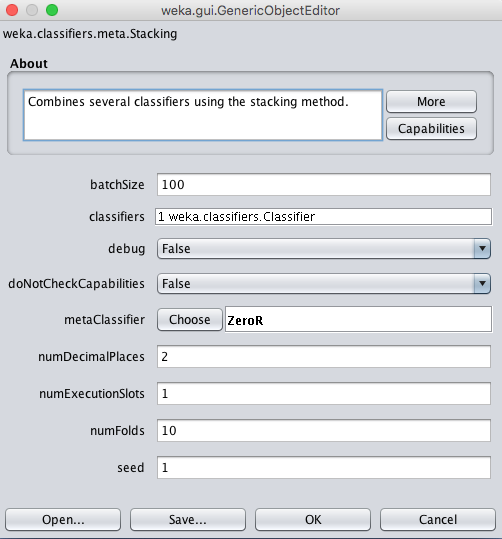 weka.gui.GenericObjectEditor
weka.classifiers.meta.Stacking
About
Combines several classifiers using the stacking method.
More
Capabilities
batchSize 100
classifiers 1 weka.classifiers.Classifier
debug False
doNotCheckCapabilities False
metaClassifier Choose ZeroR
numDecimalPlaces 2
numExecutionSlots 1
numFolds 10
seed 1
Open... Save... OK Cancel